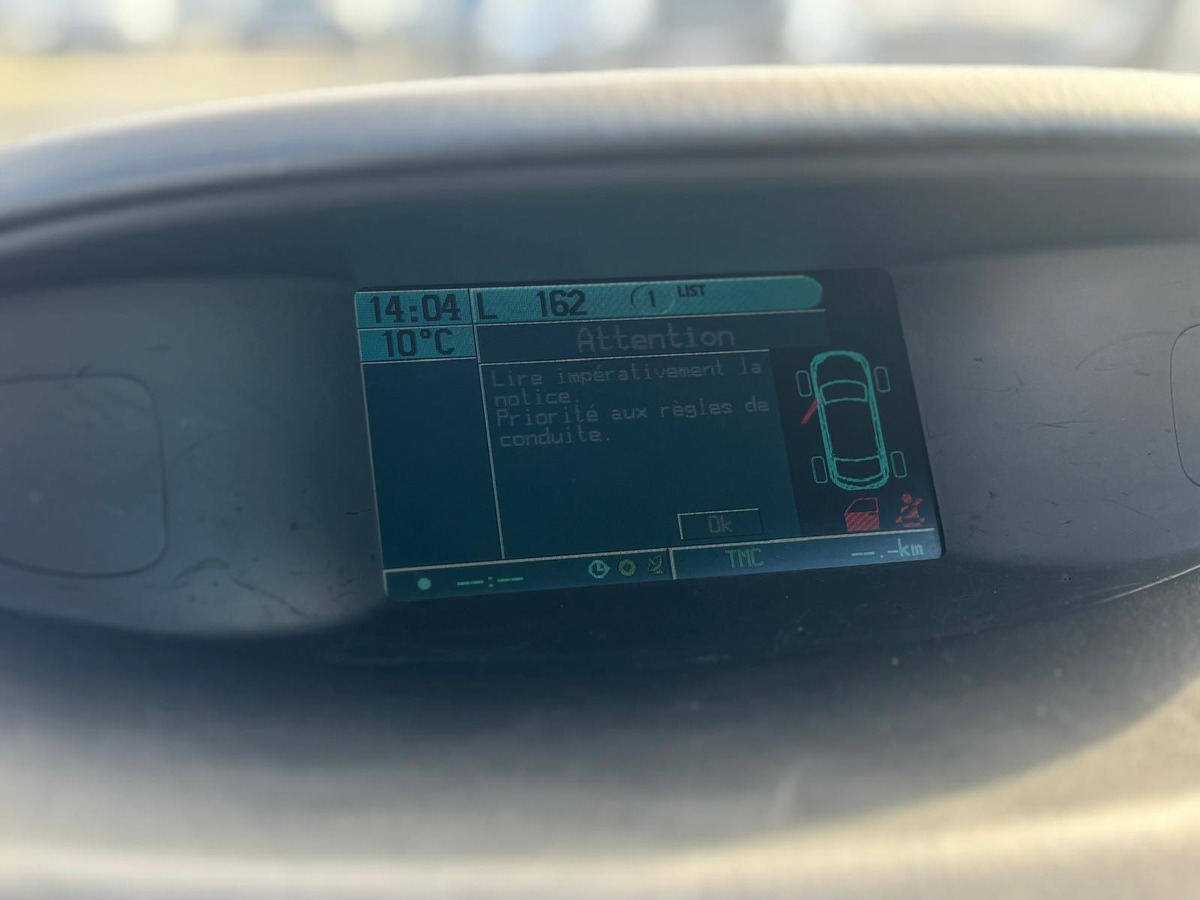 14:04 L 162 1 LIST
10°C
Attention
Lire impérativement la
notice.
Priorité aux règles de
conduite.
Ok
--:-- TMC --.-km